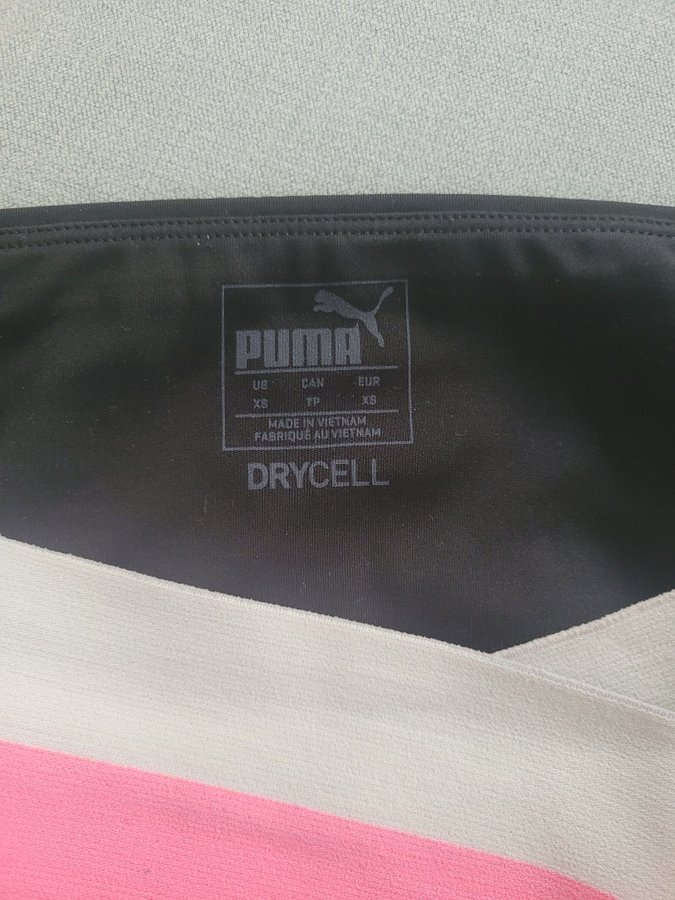 PUMA
US CAN EUR
XS TP XS
MADE IN VIETNAM
FABRIQUÉ AU VIETNAM
DRYCELL